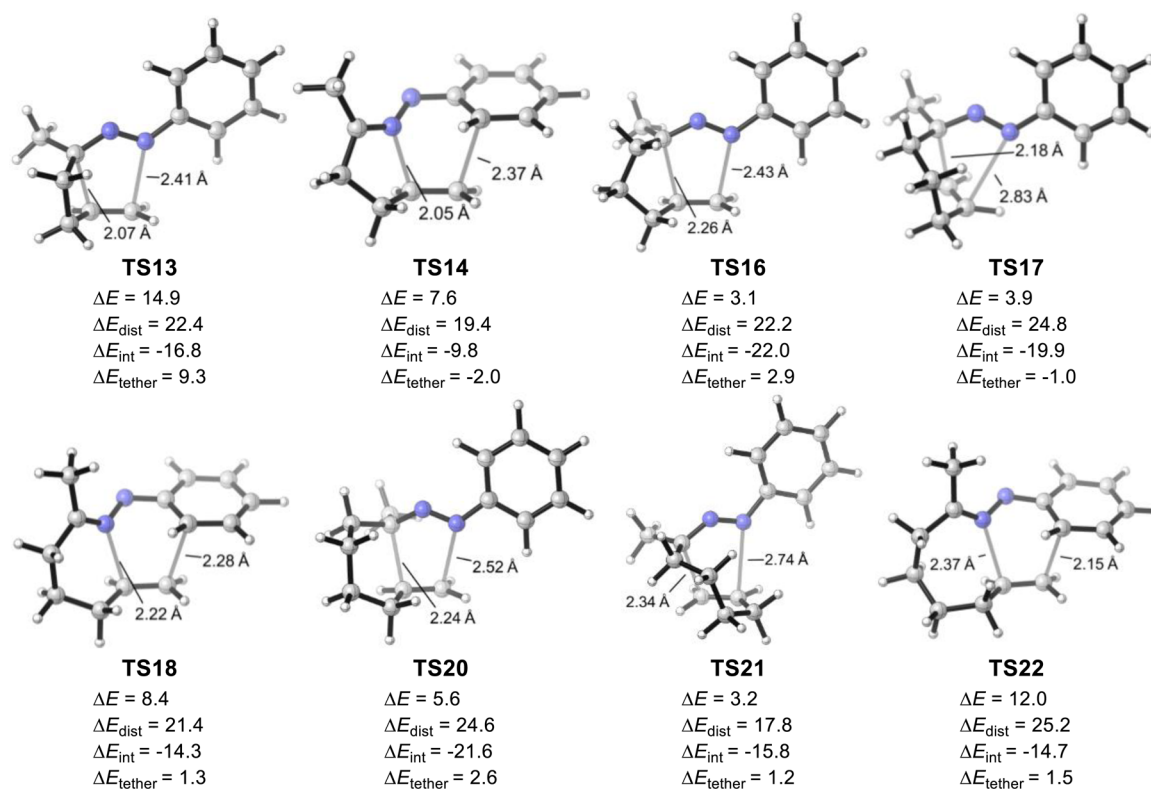 2.41 Å
2.07 Å
2.37 Å
2.05 Å
2.43 Å
2.26 Å
2.18 Å
2.83 Å
TS13
TS14
TS16
TS17
ΔE = 14.9
ΔE = 7.6
ΔE = 3.1
ΔE = 3.9
ΔEdist = 22.4
ΔEdist = 19.4
ΔEdist = 22.2
ΔEdist = 24.8
ΔEint = -16.8
ΔEint = -9.8
ΔEint = -22.0
ΔEint = -19.9
ΔEtether = 9.3
ΔEtether = -2.0
ΔEtether = 2.9
ΔEtether = -1.0
2.28 Å
2.22 Å
2.52 Å
2.24 Å
2.74 Å
2.34 Å
2.37 Å
2.15 Å
TS18
TS20
TS21
TS22
ΔE = 8.4
ΔE = 5.6
ΔE = 3.2
ΔE = 12.0
ΔEdist = 21.4
ΔEdist = 24.6
ΔEdist = 17.8
ΔEdist = 25.2
ΔEint = -14.3
ΔEint = -21.6
ΔEint = -15.8
ΔEint = -14.7
ΔEtether = 1.3
ΔEtether = 2.6
ΔEtether = 1.2
ΔEtether = 1.5